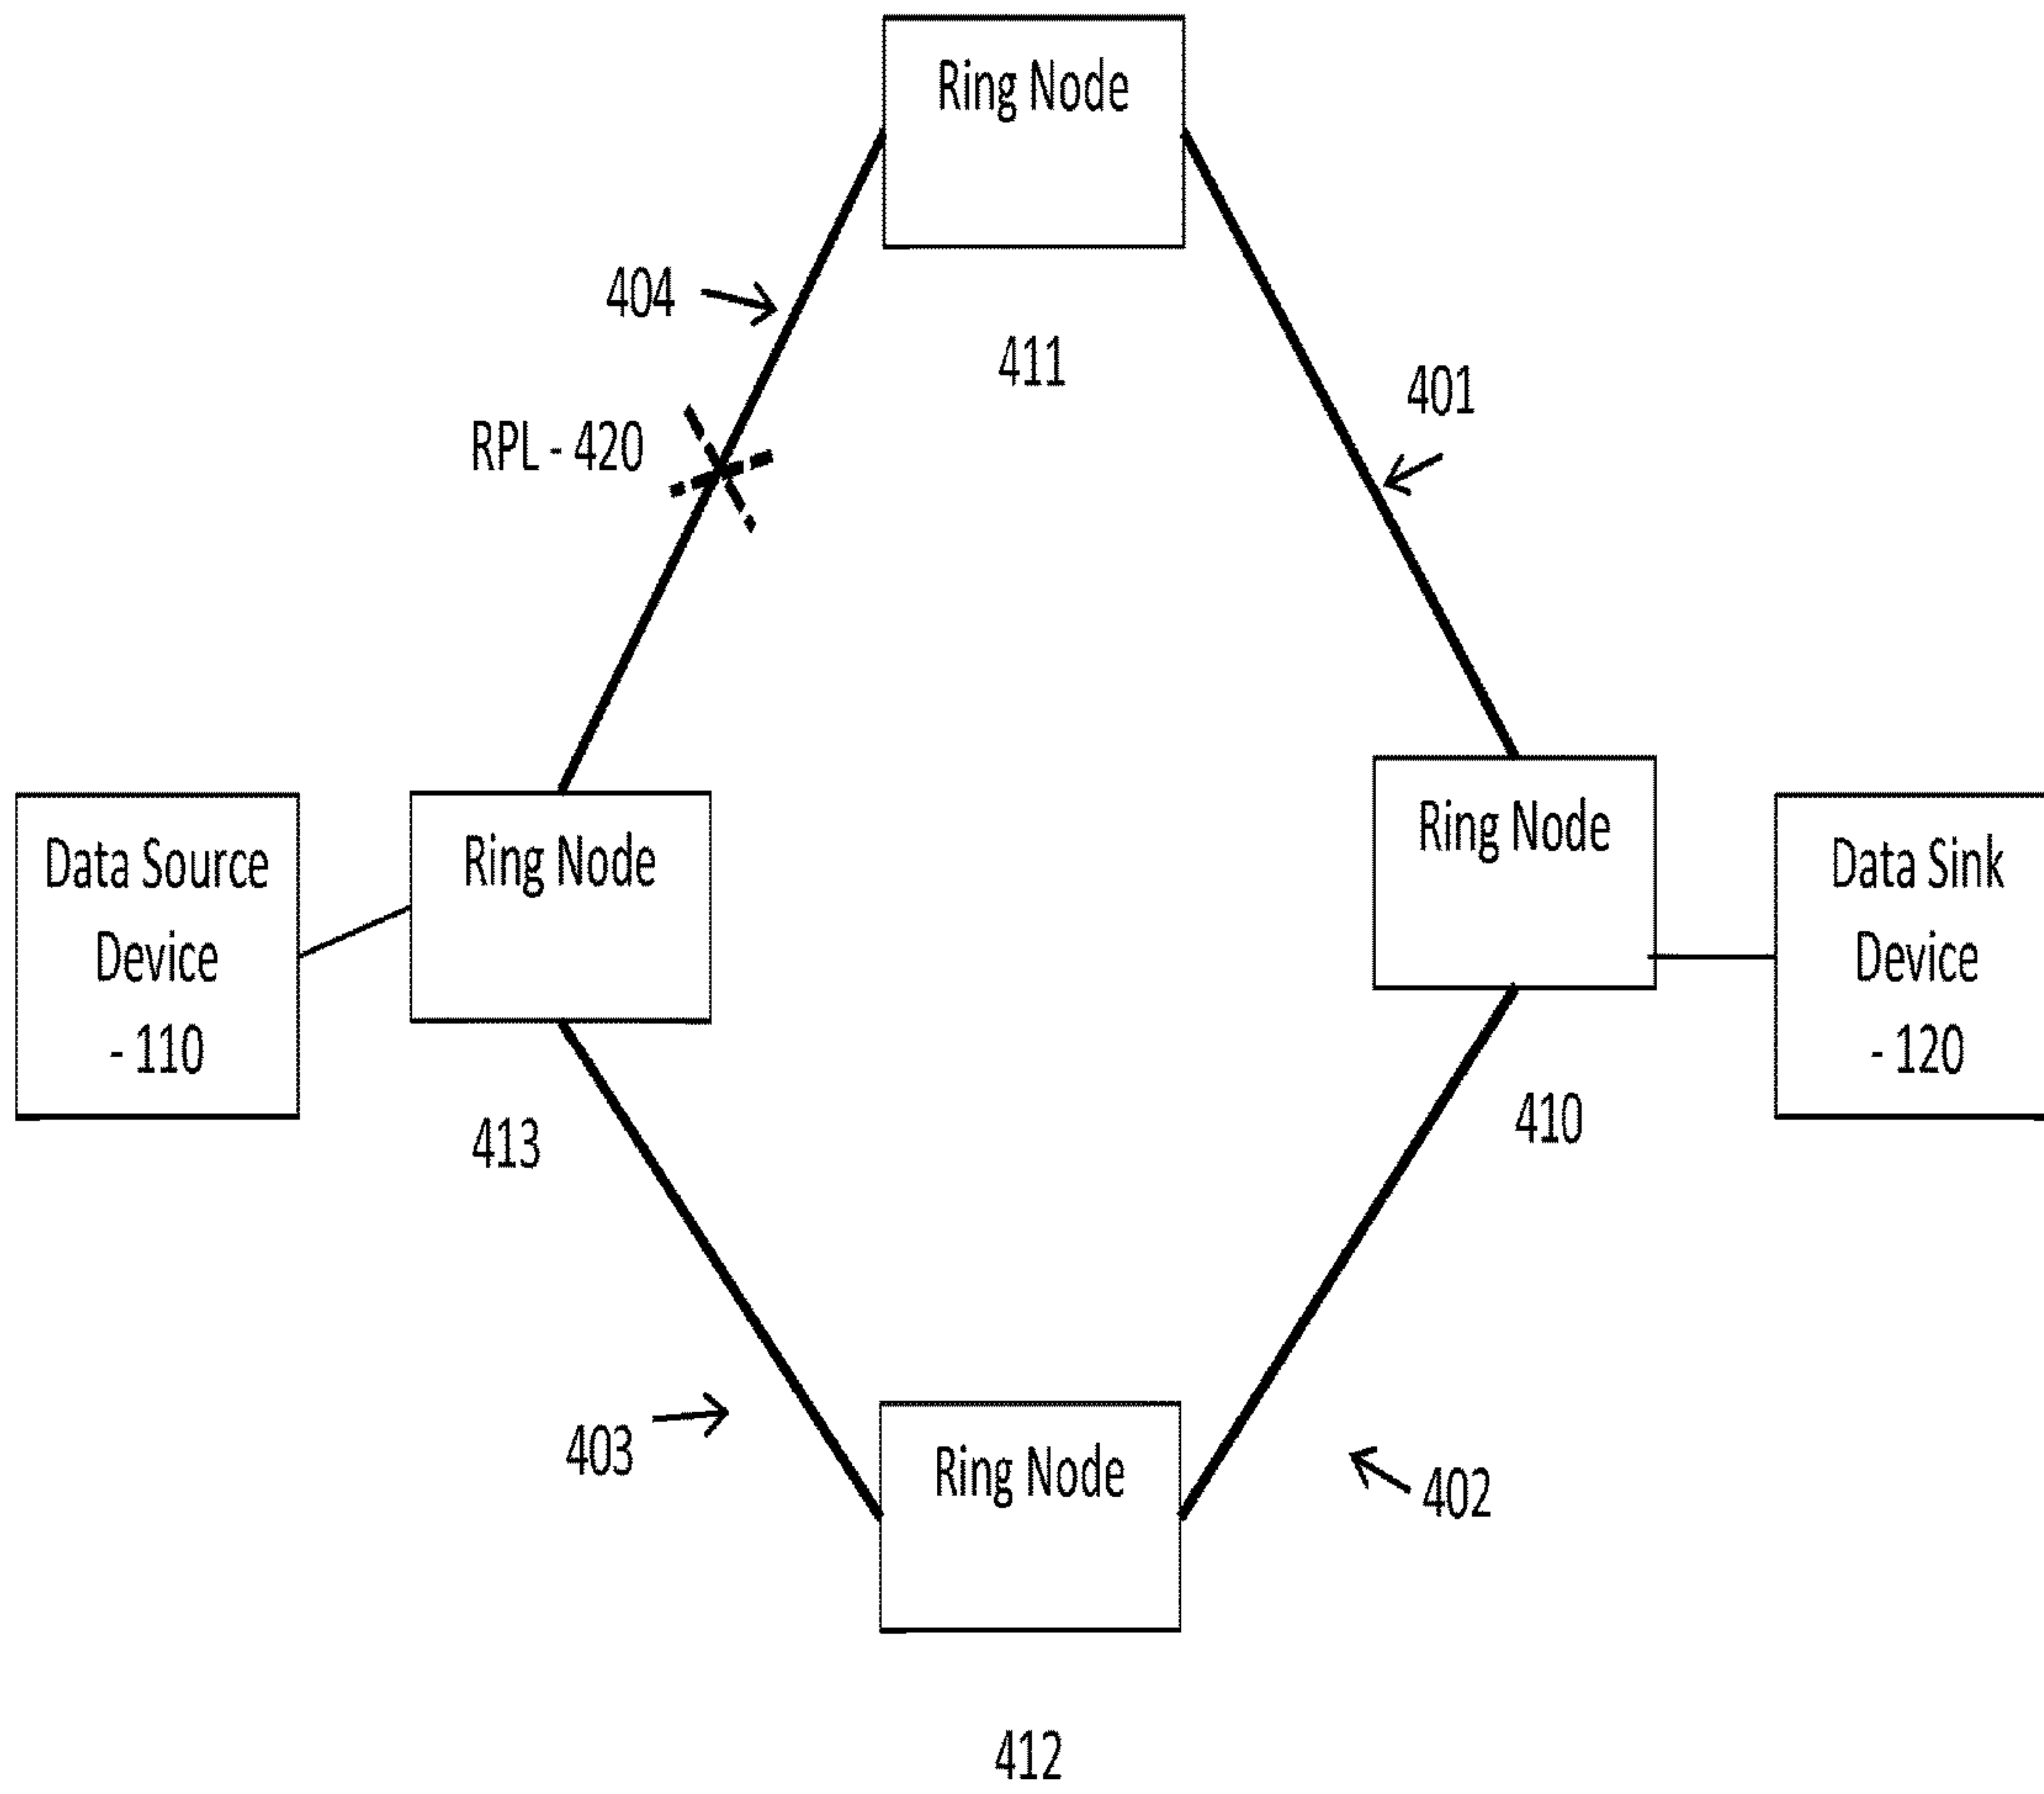 Ring Node
404
411
401
RPL - 420
Data Source
Device
- 110
Ring Node
Ring Node
Data Sink
Device
- 120
413
410
403
Ring Node
402
412